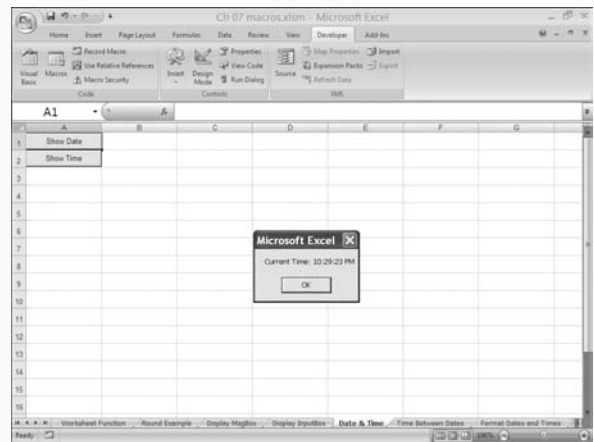 Ch 07 macros.xlsm - Microsoft Excel
Home Insert Page Layout Formulas Data Review View Developer Add-Ins
Visual Basic
Macros
Record Macro
Use Relative References
Macro Security
Code
Insert
Design Mode
Properties
View Code
Run Dialog
Controls
Source
Map Properties
Expansion Packs
Refresh Data
Import
Export
XML
A1
fx
A B C D E F G
1 Show Date
2 Show Time
3
4
5
6
7
8
9
10
11
12
13
14
15
16
Microsoft Excel
Current Time: 10:29:23 PM
OK
Worksheet Function Round Example Display MsgBox Display InputBox Date & Time Time Between Dates Format Dates and Times
Ready
100%